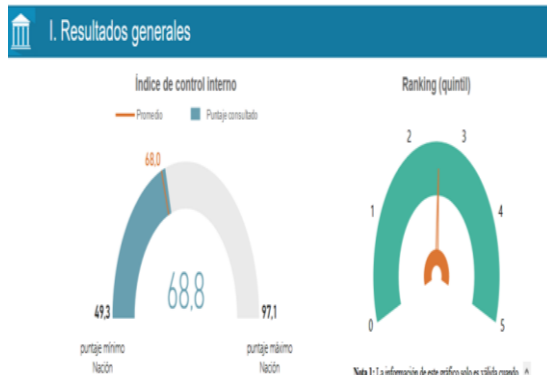 I. Resultados generales
Índice de control interno
Promedio
Puntaje consultado
68,0
68,8
49,3
97,1
puntaje mínimo
Nación
puntaje máximo
Nación
Ranking (quintil)
2
3
1
4
0
5
Nota 1: La información de este gráfico solo es válida cuando